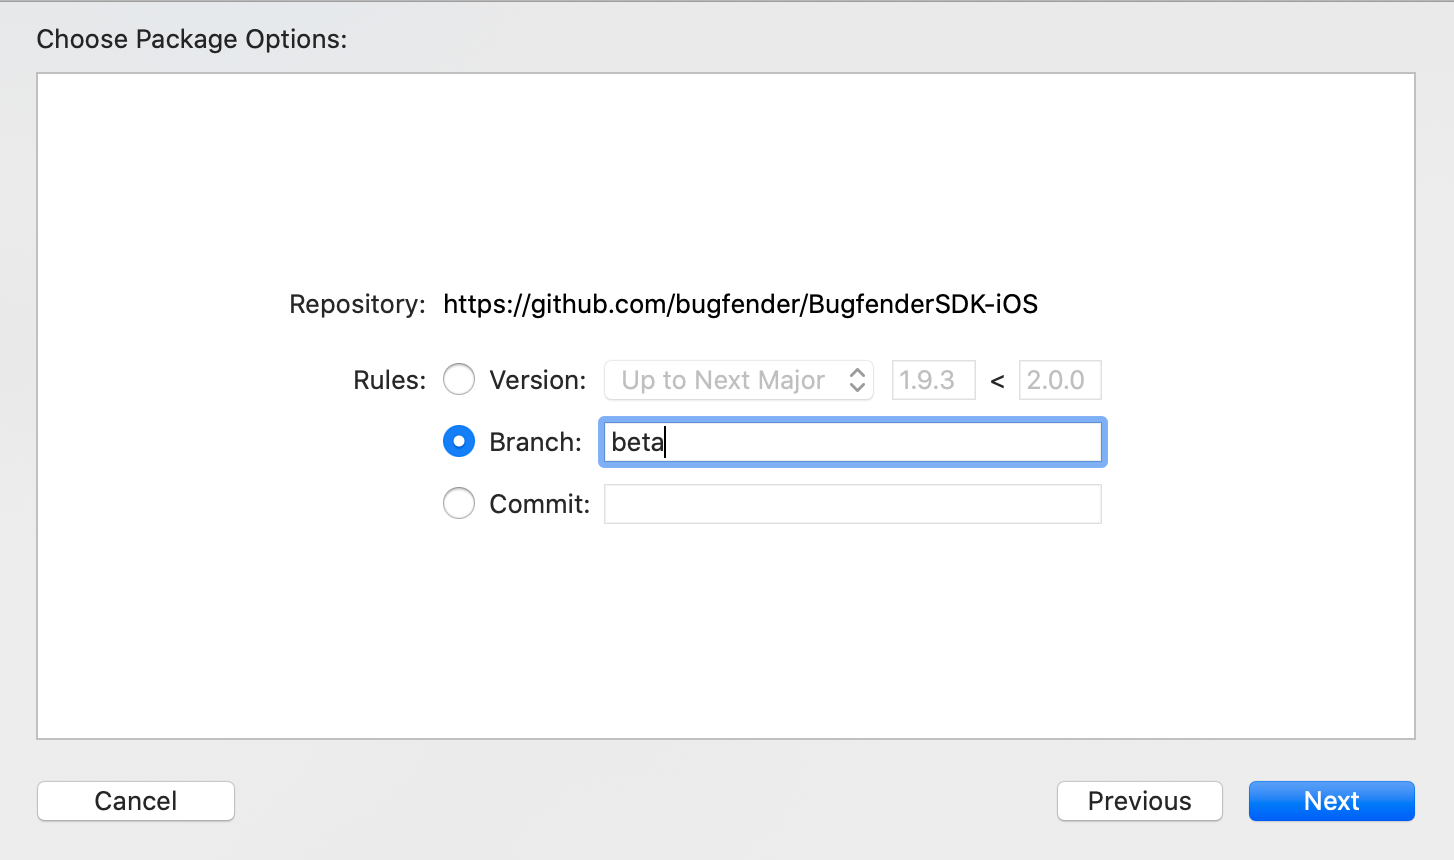 Choose Package Options:
Repository: https://github.com/bugfender/BugfenderSDK-iOS
Rules: Version: Up to Next Major 1.9.3 < 2.0.0
Branch: beta
Commit:
Cancel Previous Next